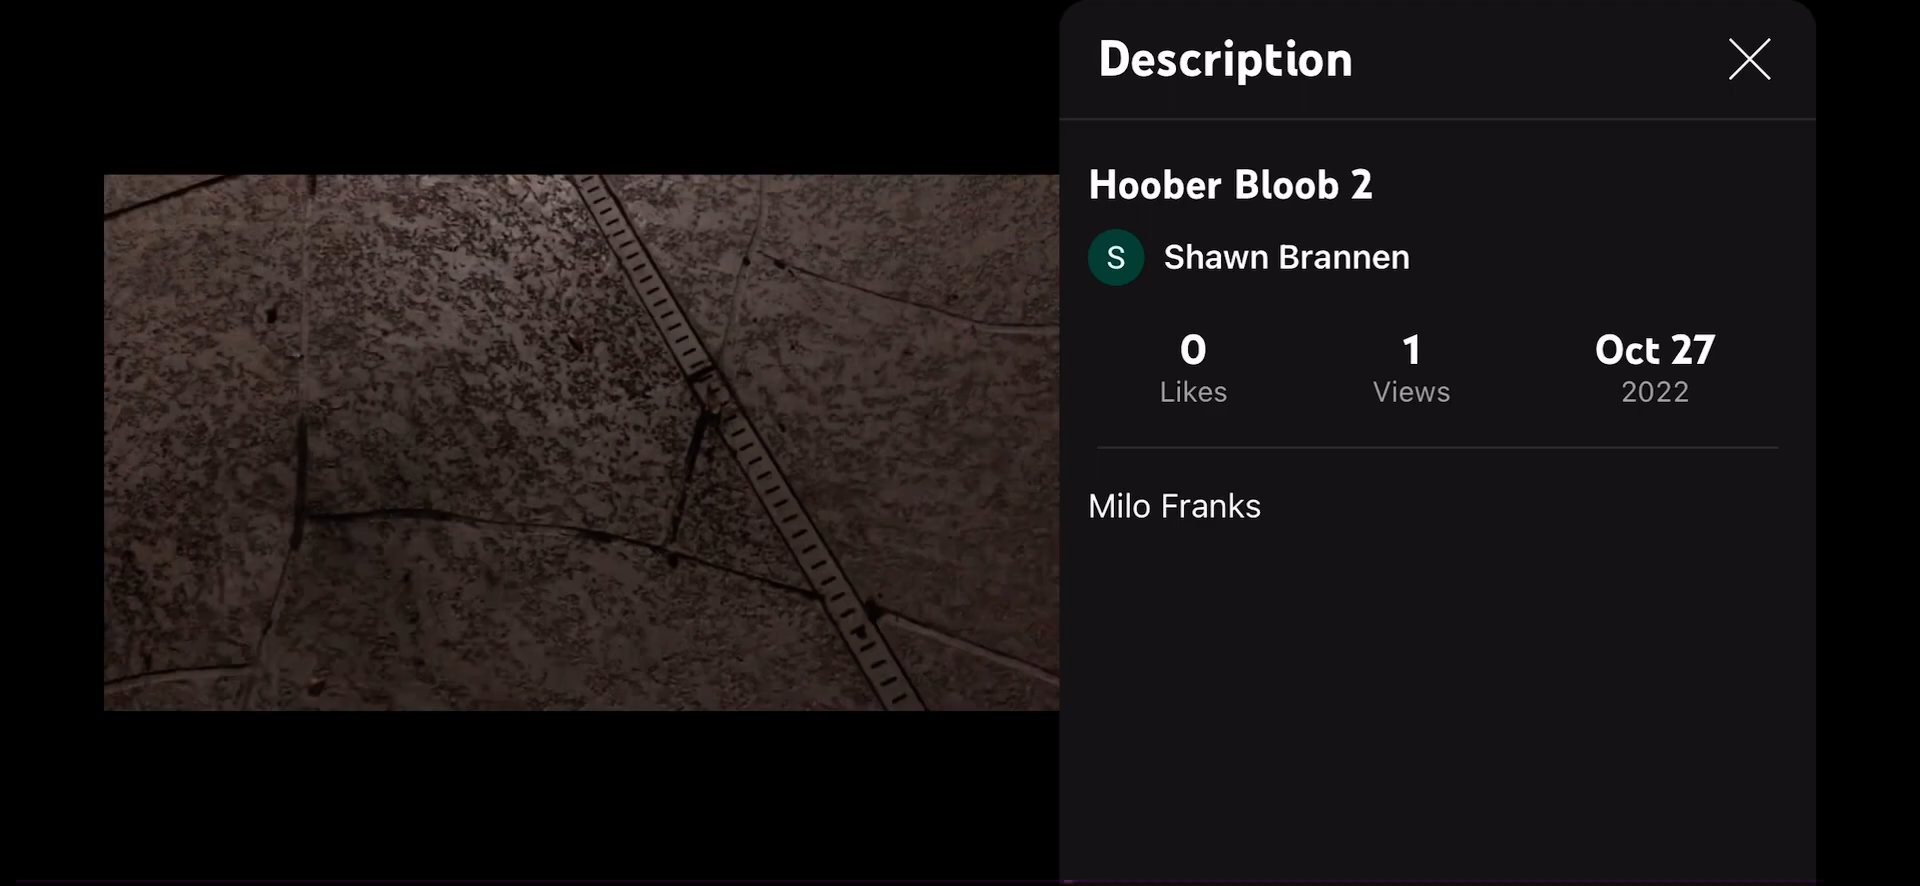 Description
Hoober Bloob 2
S Shawn Brannen
0 1 Oct 27
Likes Views 2022
Milo Franks